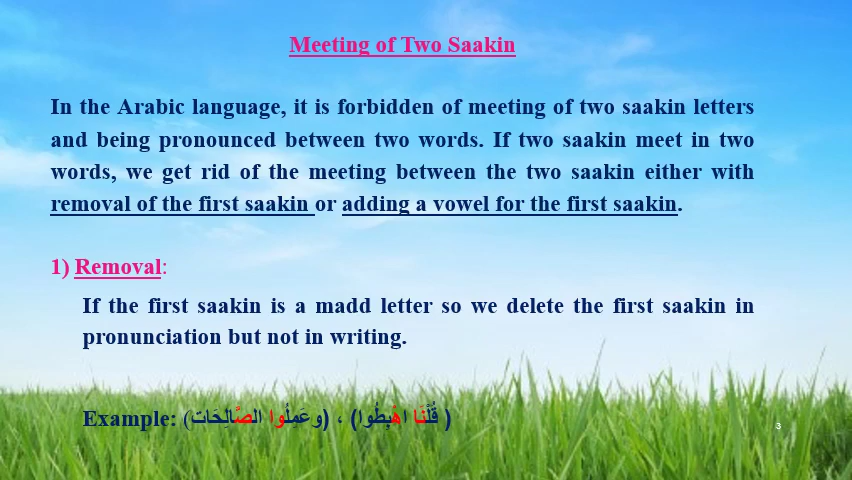 Meeting of Two Saakin
In the Arabic language, it is forbidden of meeting of two saakin letters
and being pronounced between two words. If two saakin meet in two
words, we get rid of the meeting between the two saakin either with
removal of the first saakin or adding a vowel for the first saakin.
1) Removal:
If the first saakin is a madd letter so we delete the first saakin in
pronunciation but not in writing.
Example: ( قُلْنَا اهْبِطُوا) ، (وعَمِلُوا الصَّالِحَات)
3